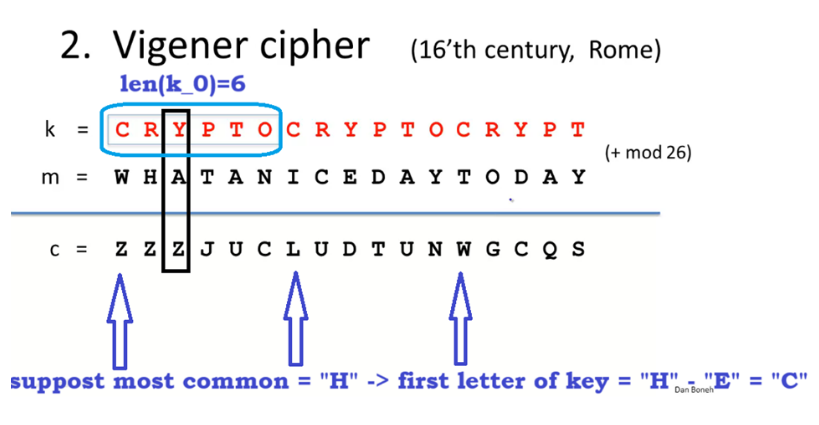 2. Vigener cipher (16'th century, Rome)
len(k_0)=6
k = C R Y P T O C R Y P T O C R Y P T
(+ mod 26)
m = W H A T A N I C E D A Y T O D A Y
c = Z Z Z J U C L U D T U N W G C Q S
suppost most common = "H" -> first letter of key = "H" - "E" = "C"
Dan Boneh